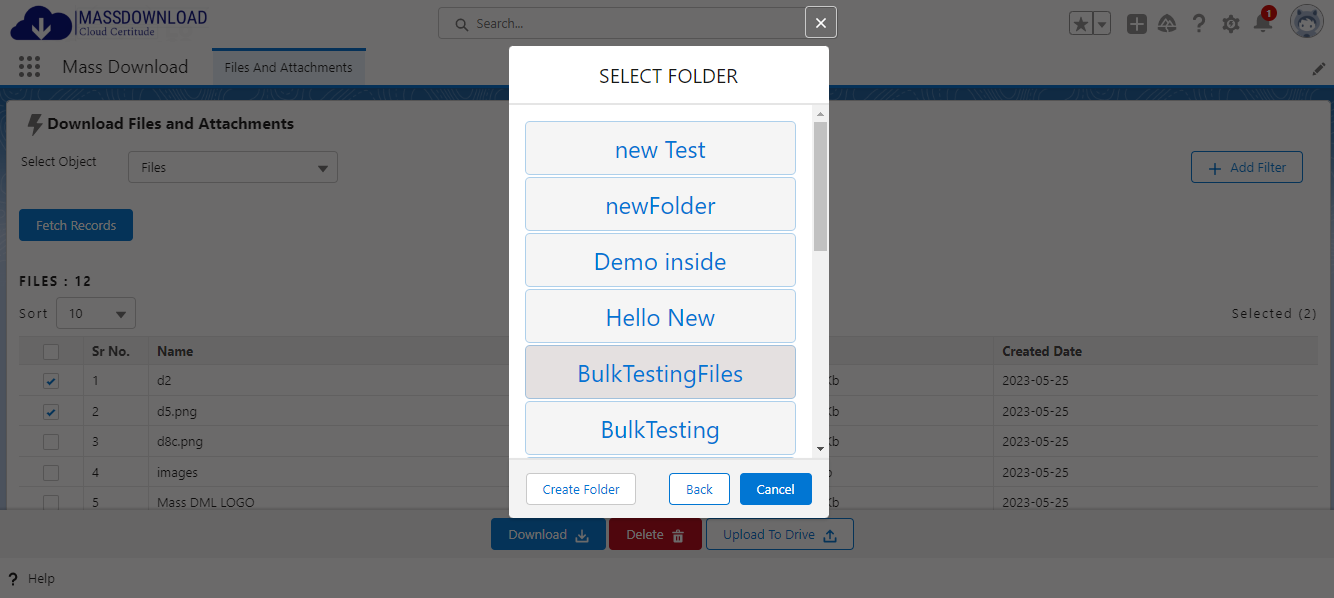 MASSDOWNLOAD
Cloud Certitude
Search...
1
Mass Download
Files And Attachments
SELECT FOLDER
Download Files and Attachments
Select Object
Files
Add Filter
Fetch Records
new Test
newFolder
Demo inside
Hello New
BulkTestingFiles
BulkTesting
FILES : 12
Sort 10
Selected (2)
Sr No. Name Created Date
1 d2 Kb 2023-05-25
2 d5.png Kb 2023-05-25
3 d8c.png Kb 2023-05-25
4 images 2023-05-25
5 Mass DML LOGO Kb 2023-05-25
Create Folder Back Cancel
Download Delete Upload To Drive
? Help